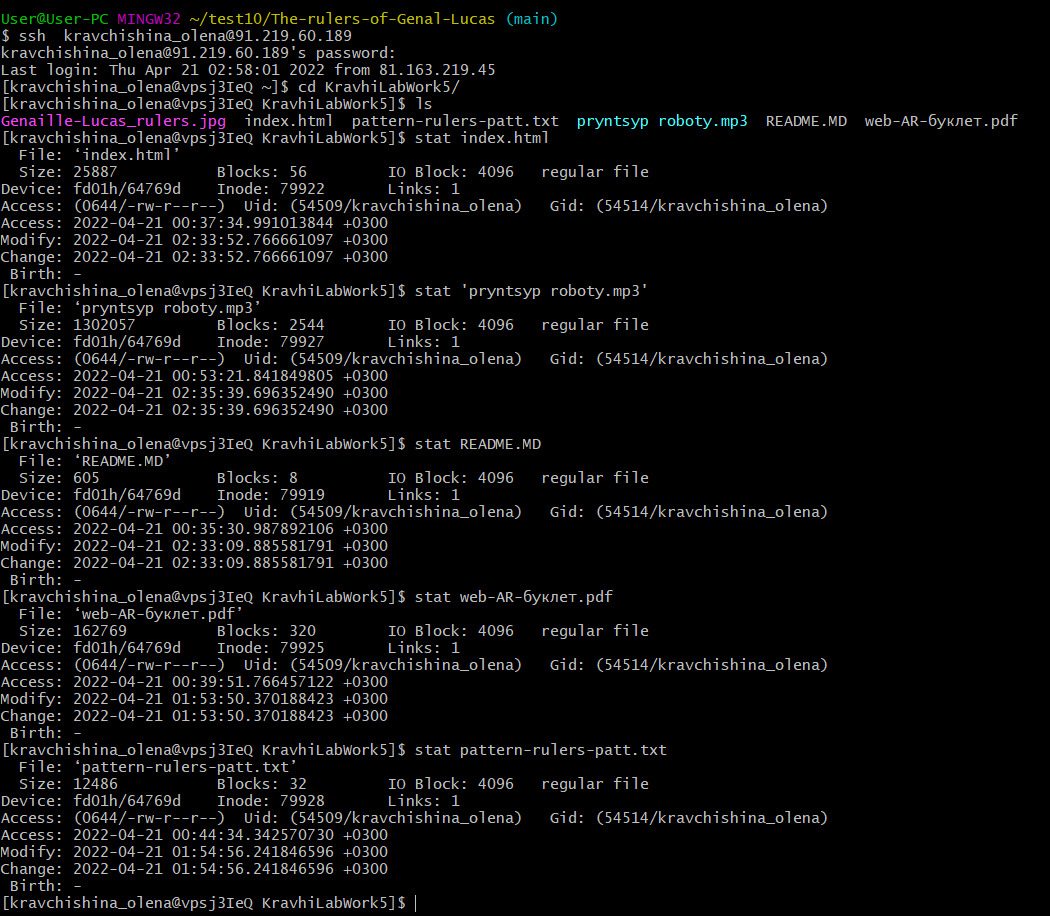 User@User-PC MINGW32 ~/test10/The-rulers-of-Genal-Lucas (main)
$ ssh  kravchishina_olena@91.219.60.189
kravchishina_olena@91.219.60.189's password:
Last login: Thu Apr 21 02:58:01 2022 from 81.163.219.45
[kravchishina_olena@vpsj3IeQ ~]$ cd KravhiLabWork5/
[kravchishina_olena@vpsj3IeQ KravhiLabWork5]$ ls
Genaille-Lucas_rulers.jpg  index.html  pattern-rulers-patt.txt  pryntsyp roboty.mp3  README.MD  web-AR-буклет.pdf
[kravchishina_olena@vpsj3IeQ KravhiLabWork5]$ stat index.html
  File: ‘index.html’
  Size: 25887           Blocks: 56         IO Block: 4096   regular file
Device: fd01h/64769d    Inode: 79922       Links: 1
Access: (0644/-rw-r--r--)  Uid: (54509/kravchishina_olena)   Gid: (54514/kravchishina_olena)
Access: 2022-04-21 00:37:34.991013844 +0300
Modify: 2022-04-21 02:33:52.766661097 +0300
Change: 2022-04-21 02:33:52.766661097 +0300
 Birth: -
[kravchishina_olena@vpsj3IeQ KravhiLabWork5]$ stat 'pryntsyp roboty.mp3'
  File: ‘pryntsyp roboty.mp3’
  Size: 1302057         Blocks: 2544       IO Block: 4096   regular file
Device: fd01h/64769d    Inode: 79927       Links: 1
Access: (0644/-rw-r--r--)  Uid: (54509/kravchishina_olena)   Gid: (54514/kravchishina_olena)
Access: 2022-04-21 00:53:21.841849805 +0300
Modify: 2022-04-21 02:35:39.696352490 +0300
Change: 2022-04-21 02:35:39.696352490 +0300
 Birth: -
[kravchishina_olena@vpsj3IeQ KravhiLabWork5]$ stat README.MD
  File: ‘README.MD’
  Size: 605             Blocks: 8          IO Block: 4096   regular file
Device: fd01h/64769d    Inode: 79919       Links: 1
Access: (0644/-rw-r--r--)  Uid: (54509/kravchishina_olena)   Gid: (54514/kravchishina_olena)
Access: 2022-04-21 00:35:30.987892106 +0300
Modify: 2022-04-21 02:33:09.885581791 +0300
Change: 2022-04-21 02:33:09.885581791 +0300
 Birth: -
[kravchishina_olena@vpsj3IeQ KravhiLabWork5]$ stat web-AR-буклет.pdf
  File: ‘web-AR-буклет.pdf’
  Size: 162769          Blocks: 320        IO Block: 4096   regular file
Device: fd01h/64769d    Inode: 79925       Links: 1
Access: (0644/-rw-r--r--)  Uid: (54509/kravchishina_olena)   Gid: (54514/kravchishina_olena)
Access: 2022-04-21 00:39:51.766457122 +0300
Modify: 2022-04-21 01:53:50.370188423 +0300
Change: 2022-04-21 01:53:50.370188423 +0300
 Birth: -
[kravchishina_olena@vpsj3IeQ KravhiLabWork5]$ stat pattern-rulers-patt.txt
  File: ‘pattern-rulers-patt.txt’
  Size: 12486           Blocks: 32         IO Block: 4096   regular file
Device: fd01h/64769d    Inode: 79928       Links: 1
Access: (0644/-rw-r--r--)  Uid: (54509/kravchishina_olena)   Gid: (54514/kravchishina_olena)
Access: 2022-04-21 00:44:34.342570730 +0300
Modify: 2022-04-21 01:54:56.241846596 +0300
Change: 2022-04-21 01:54:56.241846596 +0300
 Birth: -
[kravchishina_olena@vpsj3IeQ KravhiLabWork5]$